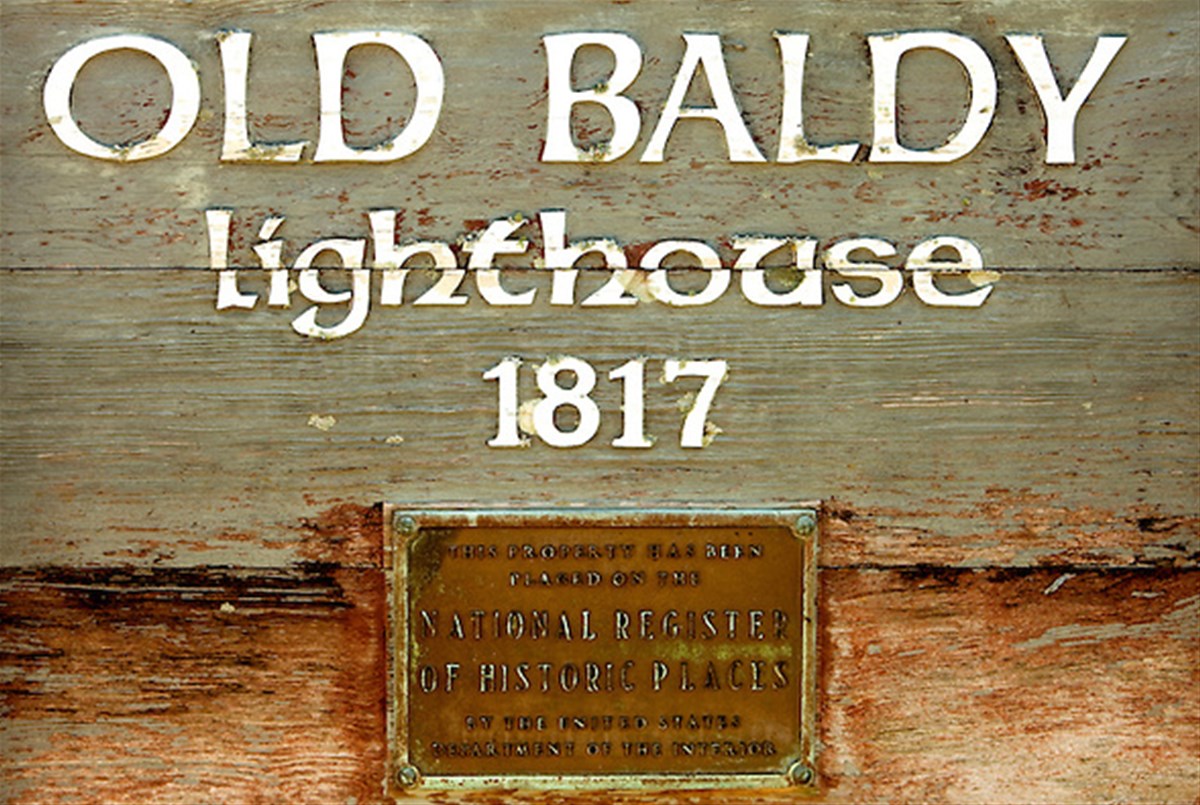 OLD BALDY
lighthouse
1817
THIS PROPERTY HAS BEEN
PLACED ON THE
NATIONAL REGISTER
OF HISTORIC PLACES
BY THE UNITED STATES
DEPARTMENT OF THE INTERIOR